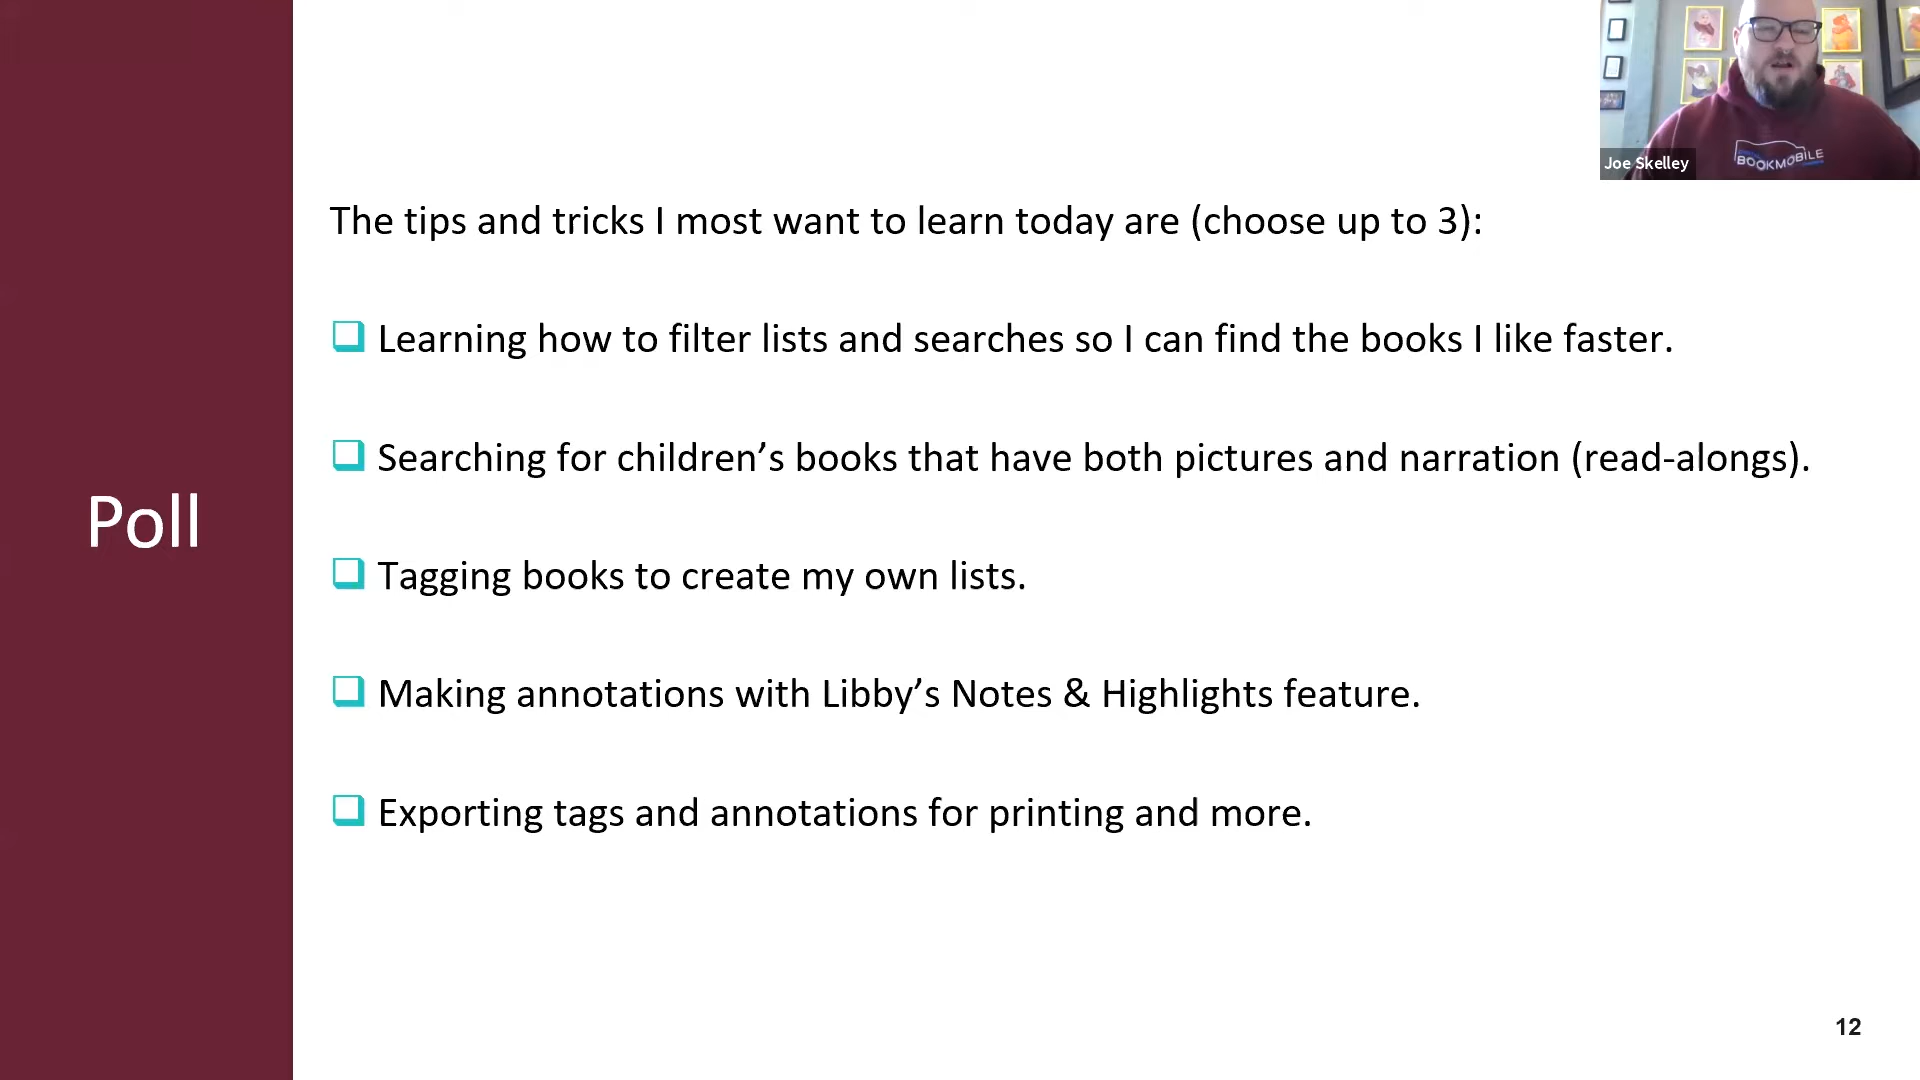 Joe Skelley
BOOKMOBILE
The tips and tricks I most want to learn today are (choose up to 3):
Learning how to filter lists and searches so I can find the books I like faster.
Searching for children’s books that have both pictures and narration (read-alongs).
Poll
Tagging books to create my own lists.
Making annotations with Libby’s Notes & Highlights feature.
Exporting tags and annotations for printing and more.
12